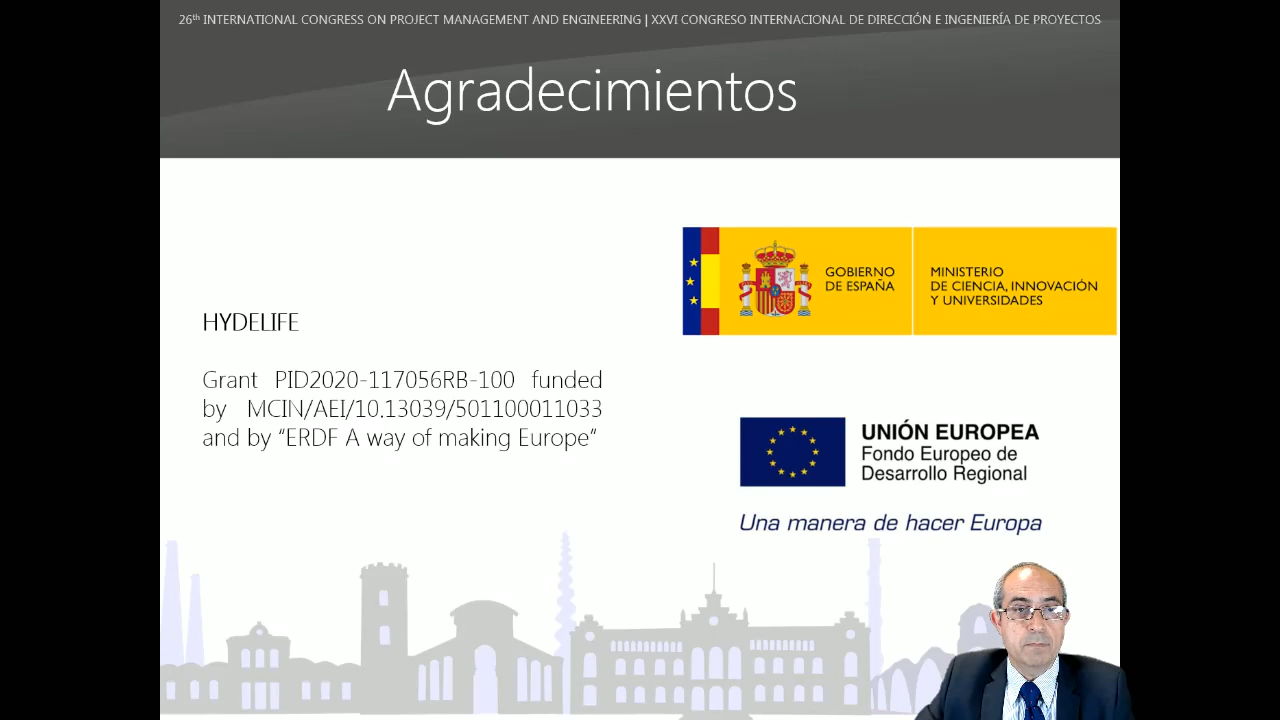 26th INTERNATIONAL CONGRESS ON PROJECT MANAGEMENT AND ENGINEERING | XXVI CONGRESO INTERNACIONAL DE DIRECCIÓN E INGENIERÍA DE PROYECTOS
Agradecimientos
HYDELIFE
Grant PID2020-117056RB-100 funded
by MCIN/AEI/10.13039/501100011033
and by “ERDF A way of making Europe”
GOBIERNO
DE ESPAÑA
MINISTERIO
DE CIENCIA, INNOVACIÓN
Y UNIVERSIDADES
UNIÓN EUROPEA
Fondo Europeo de
Desarrollo Regional
Una manera de hacer Europa